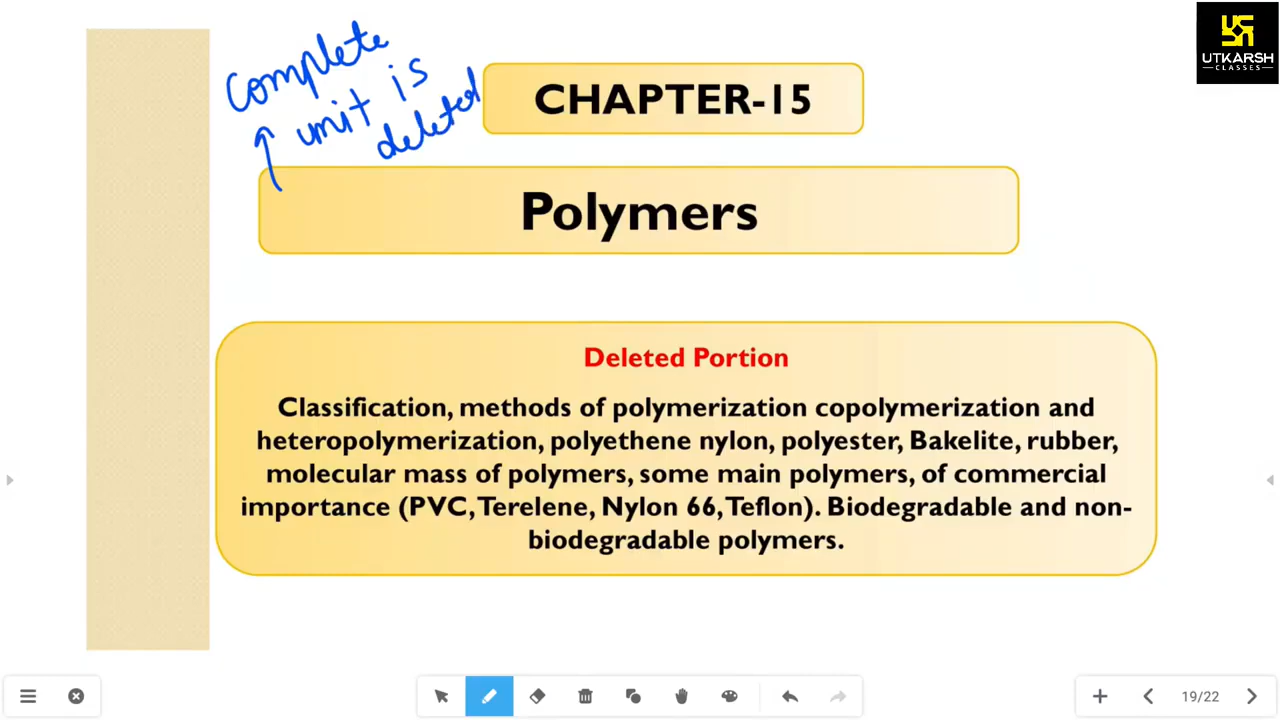 UTKARSH
CLASSES
complete
unit is
deleted
CHAPTER-15
Polymers
Deleted Portion
Classification, methods of polymerization copolymerization and
heteropolymerization, polyethene nylon, polyester, Bakelite, rubber,
molecular mass of polymers, some main polymers, of commercial
importance (PVC, Terelene, Nylon 66, Teflon). Biodegradable and non-
biodegradable polymers.
19/22